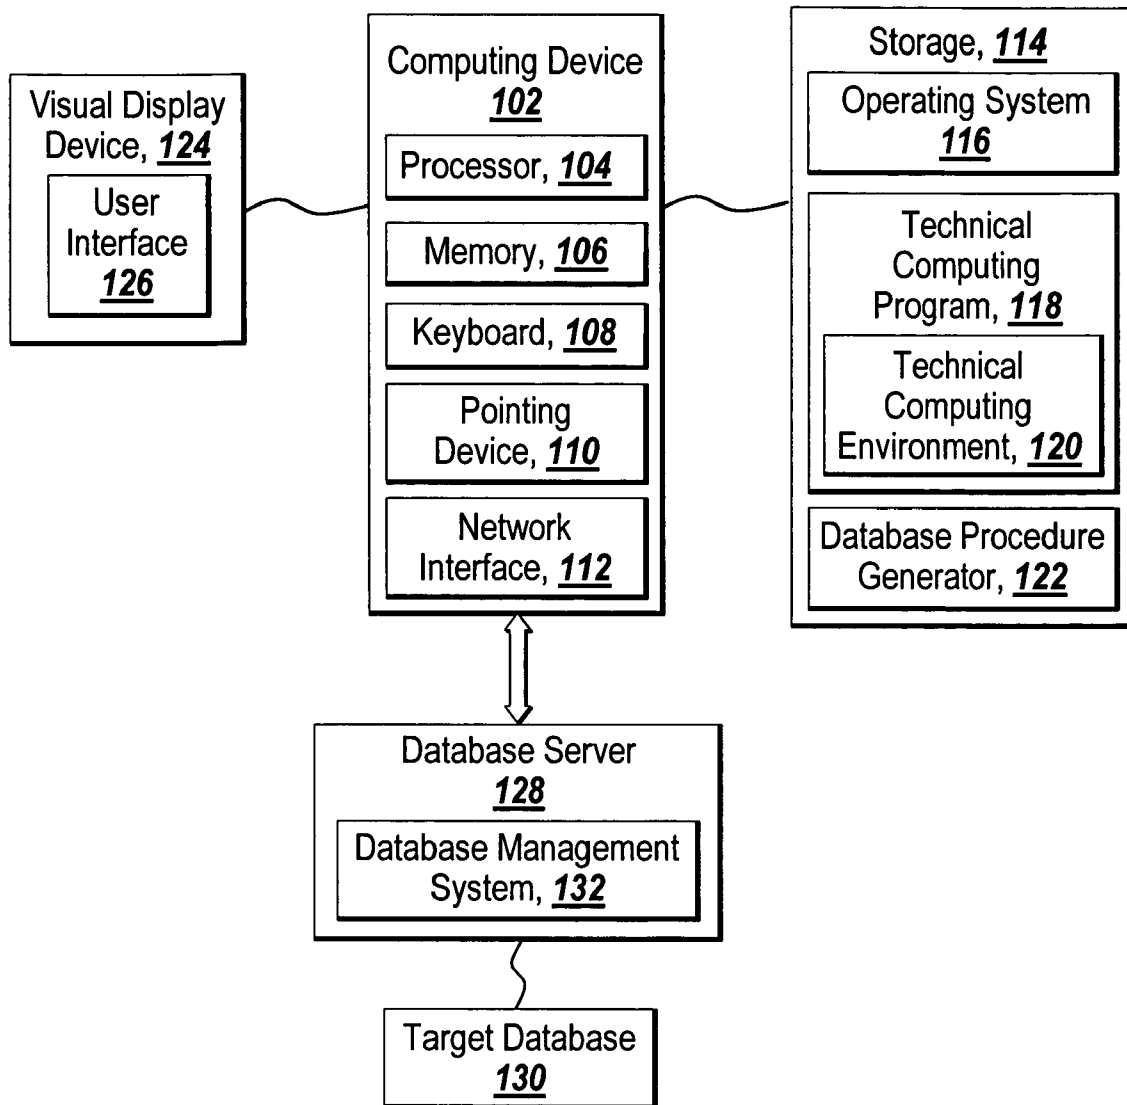 Visual Display
Device, 124
User
Interface
126
Computing Device
102
Processor, 104
Memory, 106
Keyboard, 108
Pointing
Device, 110
Network
Interface, 112
Storage, 114
Operating System
116
Technical
Computing
Program, 118
Technical
Computing
Environment, 120
Database Procedure
Generator, 122
Database Server
128
Database Management
System, 132
Target Database
130